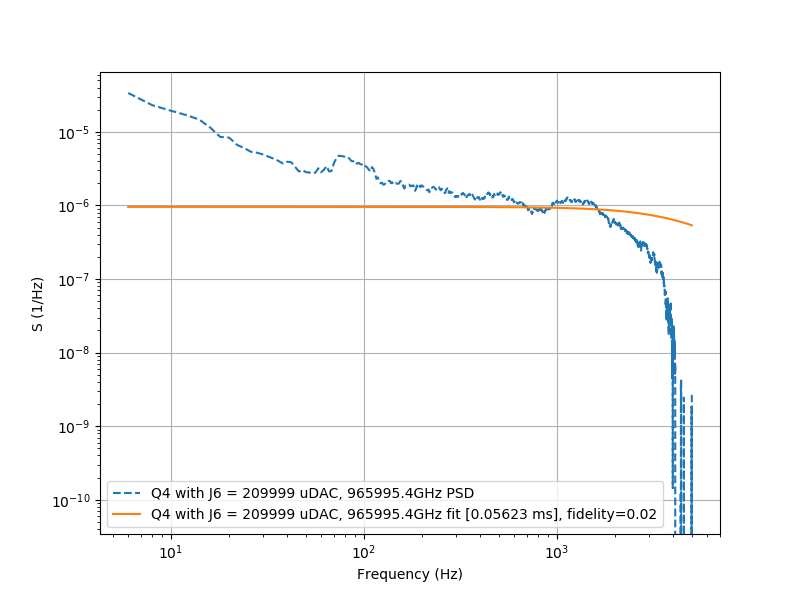 10⁻⁵
10⁻⁶
10⁻⁷
10⁻⁸
10⁻⁹
10⁻¹⁰
S (1/Hz)
Q4 with J6 = 209999 uDAC, 965995.4GHz PSD
Q4 with J6 = 209999 uDAC, 965995.4GHz fit [0.05623 ms], fidelity=0.02
10¹ 10² 10³
Frequency (Hz)